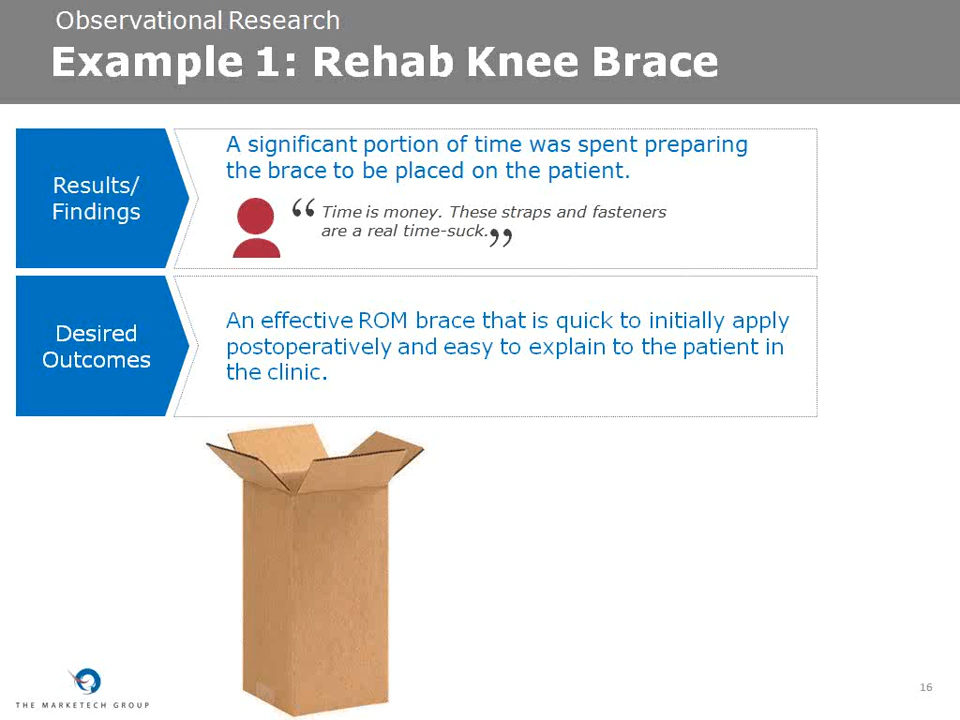 Observational Research
Example 1: Rehab Knee Brace
Results/
Findings
A significant portion of time was spent preparing
the brace to be placed on the patient.
“Time is money. These straps and fasteners
are a real time-suck.”
Desired
Outcomes
An effective ROM brace that is quick to initially apply
postoperatively and easy to explain to the patient in
the clinic.
THE MARKETECH GROUP
16